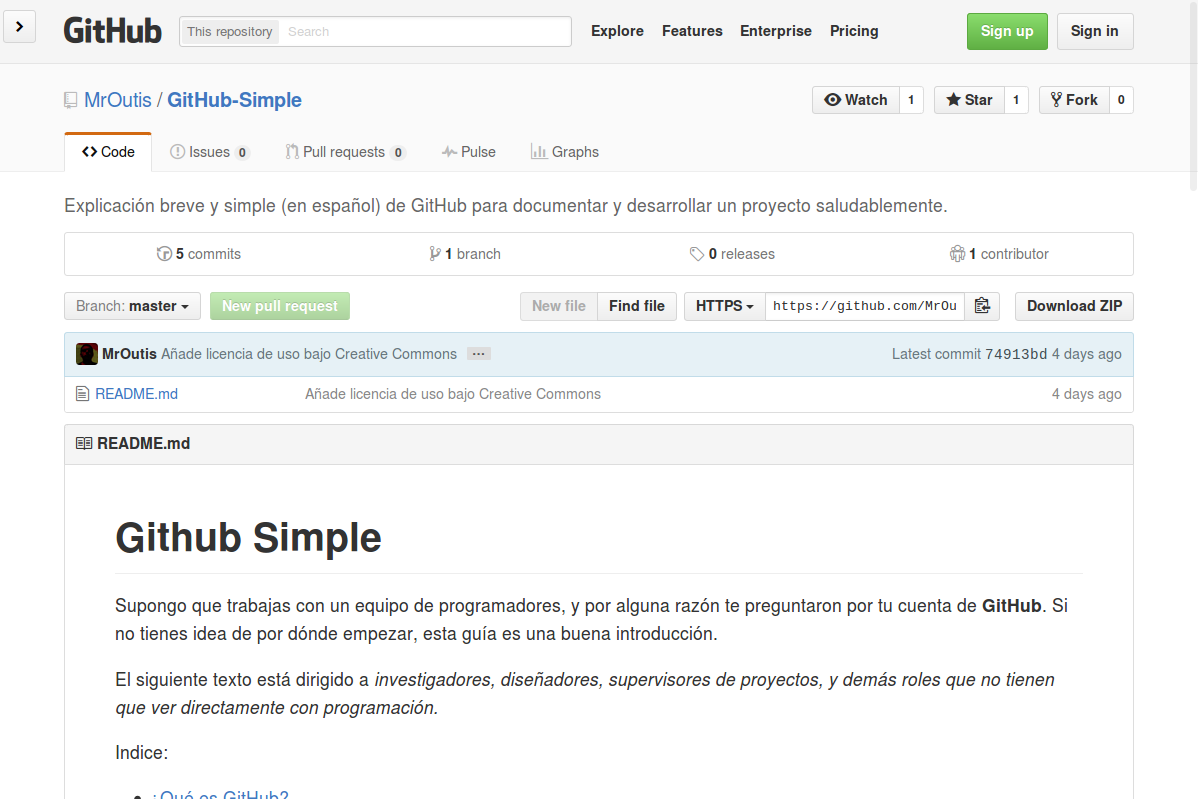 GitHub This repository Search Explore Features Enterprise Pricing Sign up Sign in
MrOutis / GitHub-Simple Watch 1 Star 1 Fork 0
Code Issues 0 Pull requests 0 Pulse Graphs
Explicación breve y simple (en español) de GitHub para documentar y desarrollar un proyecto saludablemente.
5 commits 1 branch 0 releases 1 contributor
Branch: master New pull request New file Find file HTTPS https://github.com/MrOu Download ZIP
MrOutis Añade licencia de uso bajo Creative Commons ... Latest commit 74913bd 4 days ago
README.md Añade licencia de uso bajo Creative Commons 4 days ago
README.md
Github Simple
Supongo que trabajas con un equipo de programadores, y por alguna razón te preguntaron por tu cuenta de GitHub. Si
no tienes idea de por dónde empezar, esta guía es una buena introducción.
El siguiente texto está dirigido a investigadores, diseñadores, supervisores de proyectos, y demás roles que no tienen
que ver directamente con programación.
Indice:
• ¿Qué es GitHub?